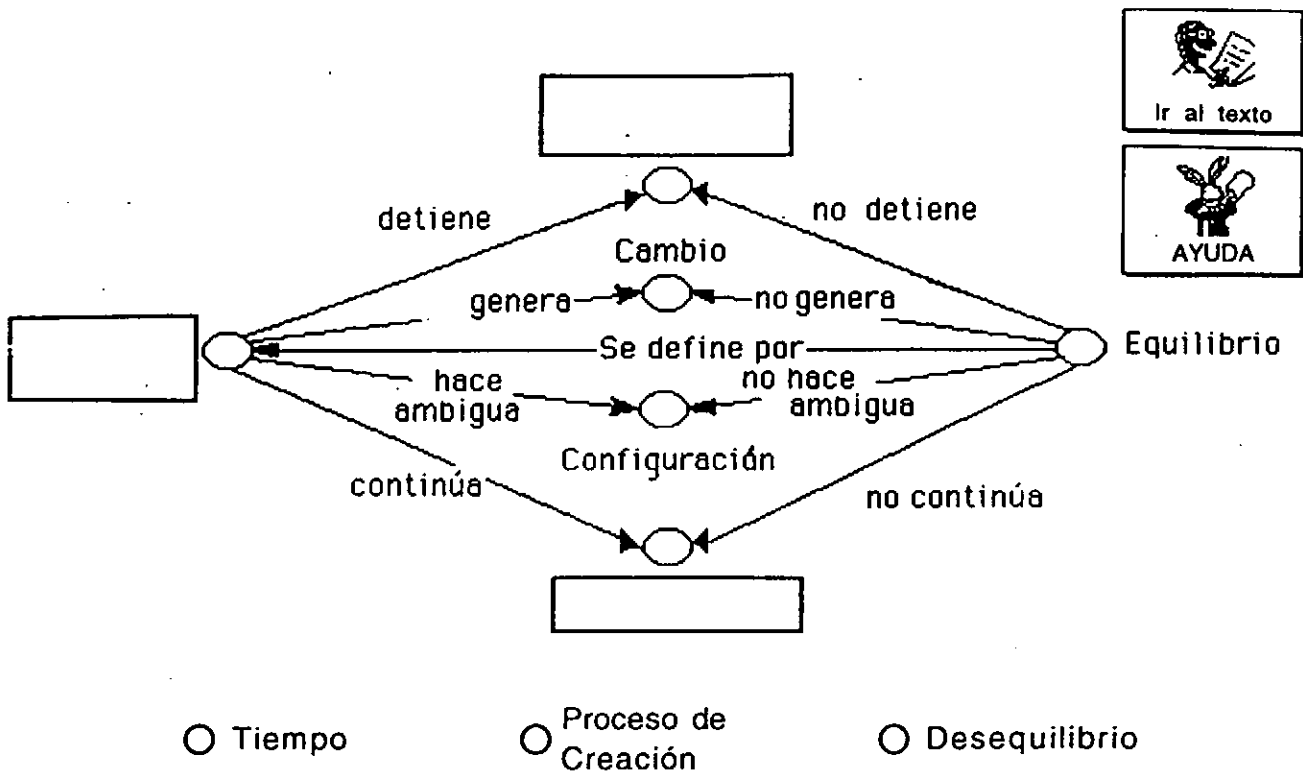 Ir al texto
AYUDA
detiene
no detiene
Cambio
genera
no genera
Se define por
Equilibrio
hace
ambigua
no hace
ambigua
Configuración
continúa
no continúa
Tiempo
Proceso de
Creación
Desequilibrio